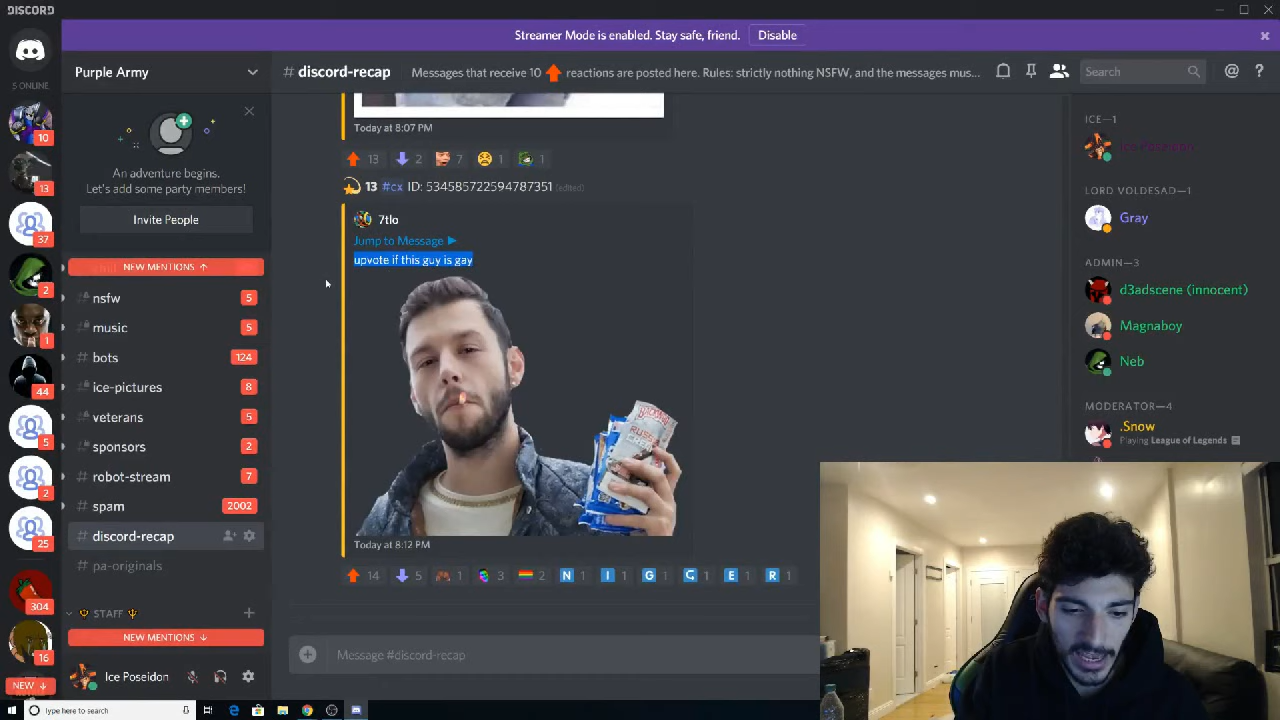 DISCORD
Streamer Mode is enabled. Stay safe, friend.
Disable
5 ONLINE
10
13
37
2
1
44
5
2
25
304
16
NEW ↓
Purple Army
An adventure begins.
Let's add some party members!
Invite People
NEW MENTIONS ↑
# nsfw 5
# music 5
# bots 124
# ice-pictures 8
# veterans 5
# sponsors 2
# robot-stream 7
# spam 2002
# discord-recap
# pa-originals
STAFF
NEW MENTIONS ↓
Ice Poseidon
# discord-recap
Messages that receive 10 reactions are posted here. Rules: strictly nothing NSFW, and the messages mus...
Search
@ ?
Today at 8:07 PM
13 2 7 1 1
13 #cx ID: 534585722594787351 (edited)
7tlo
Jump to Message
upvote if this guy is gay
RUSS
Today at 8:12 PM
14 5 1 3 2 N 1 I 1 G 1 G 1 E 1 R 1
Message #discord-recap
ICE—1
Ice Poseidon
LORD VOLDESAD—1
Gray
ADMIN—3
d3adscene (innocent)
Magnaboy
Neb
MODERATOR—4
.Snow
Playing League of Legends
Type here to search